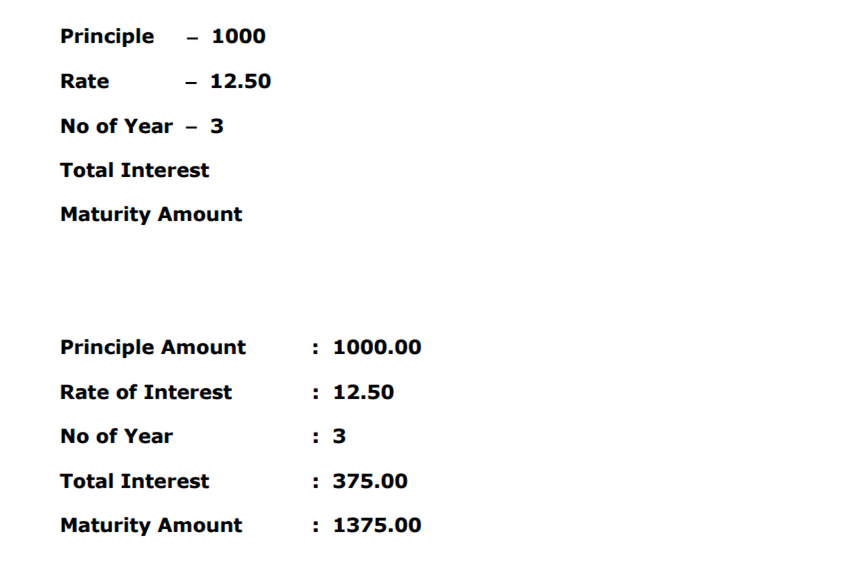 Principle – 1000
Rate – 12.50
No of Year – 3
Total Interest
Maturity Amount
Principle Amount : 1000.00
Rate of Interest : 12.50
No of Year : 3
Total Interest : 375.00
Maturity Amount : 1375.00